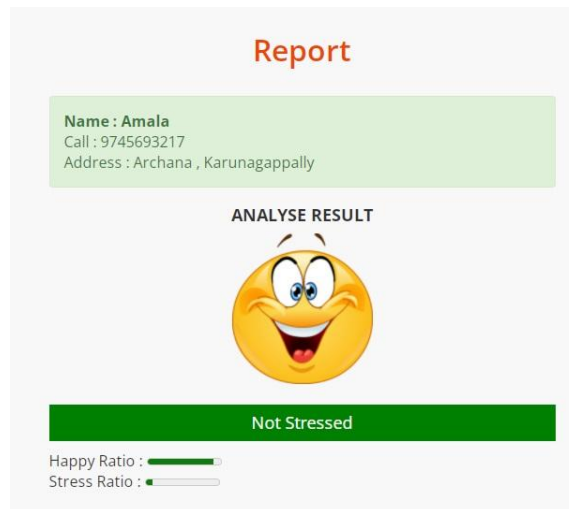 Report
Name : Amala
Call : 9745693217
Address : Archana , Karunagappally
ANALYSE RESULT
Not Stressed
Happy Ratio :
Stress Ratio :